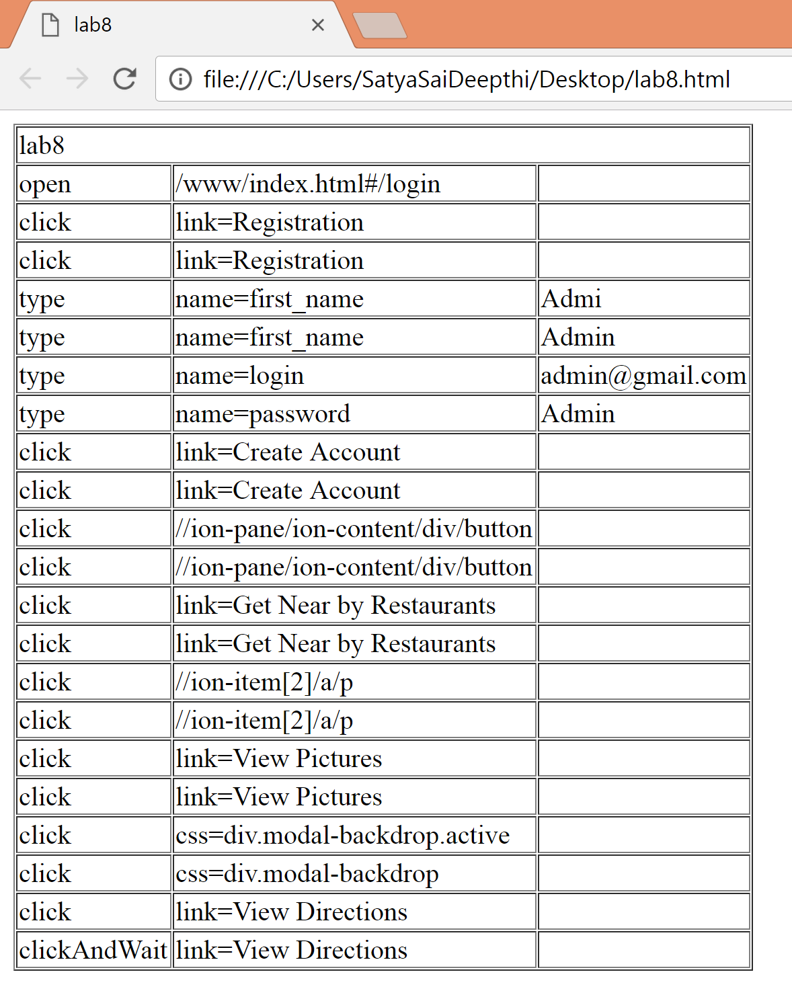 lab8
file:///C:/Users/SatyaSaiDeepthi/Desktop/lab8.html
lab8
open /www/index.html#/login
click link=Registration
click link=Registration
type name=first_name Admi
type name=first_name Admin
type name=login admin@gmail.com
type name=password Admin
click link=Create Account
click link=Create Account
click //ion-pane/ion-content/div/button
click //ion-pane/ion-content/div/button
click link=Get Near by Restaurants
click link=Get Near by Restaurants
click //ion-item[2]/a/p
click //ion-item[2]/a/p
click link=View Pictures
click link=View Pictures
click css=div.modal-backdrop.active
click css=div.modal-backdrop
click link=View Directions
clickAndWait link=View Directions